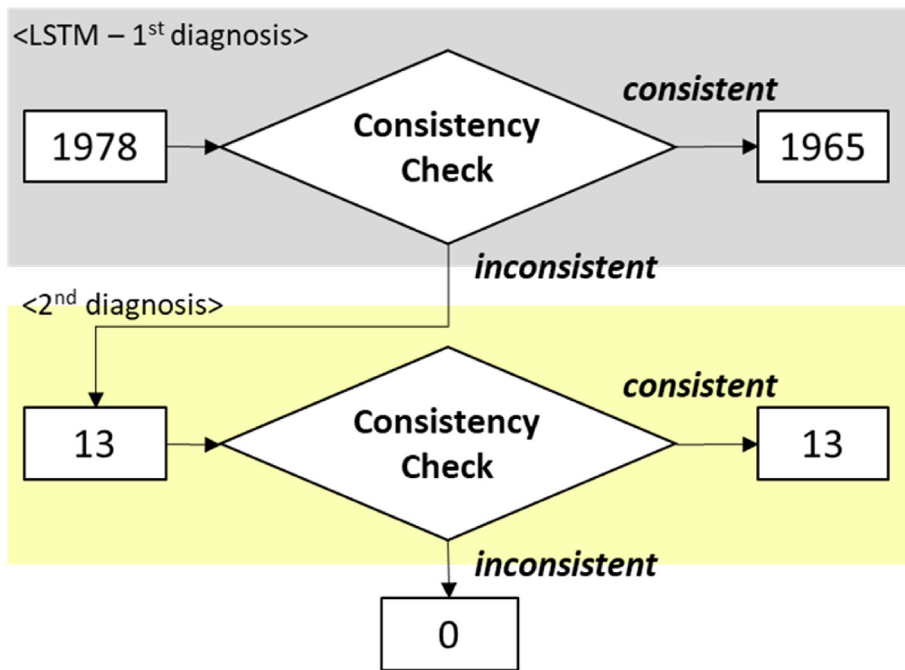 <LSTM – 1st diagnosis>
consistent
1978
Consistency
Check
1965
inconsistent
<2nd diagnosis>
consistent
13
Consistency
Check
13
inconsistent
0